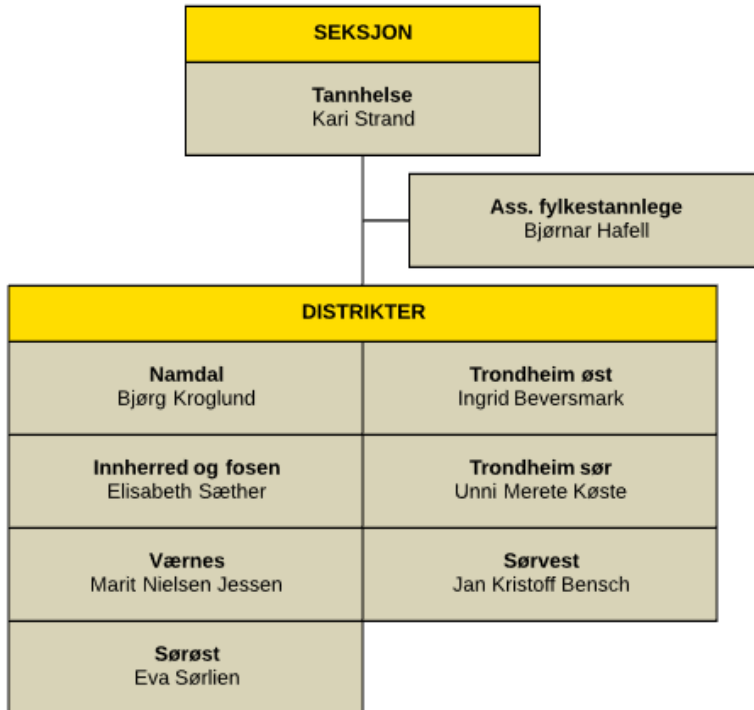 SEKSJON
Tannhelse
Kari Strand
Ass. fylkestannlege
Bjørnar Hafell
DISTRIKTER
Namdal
Bjørg Kroglund
Trondheim øst
Ingrid Beversmark
Innherred og fosen
Elisabeth Sæther
Trondheim sør
Unni Merete Køste
Værnes
Marit Nielsen Jessen
Sørvest
Jan Kristoff Bensch
Sørøst
Eva Sørlien